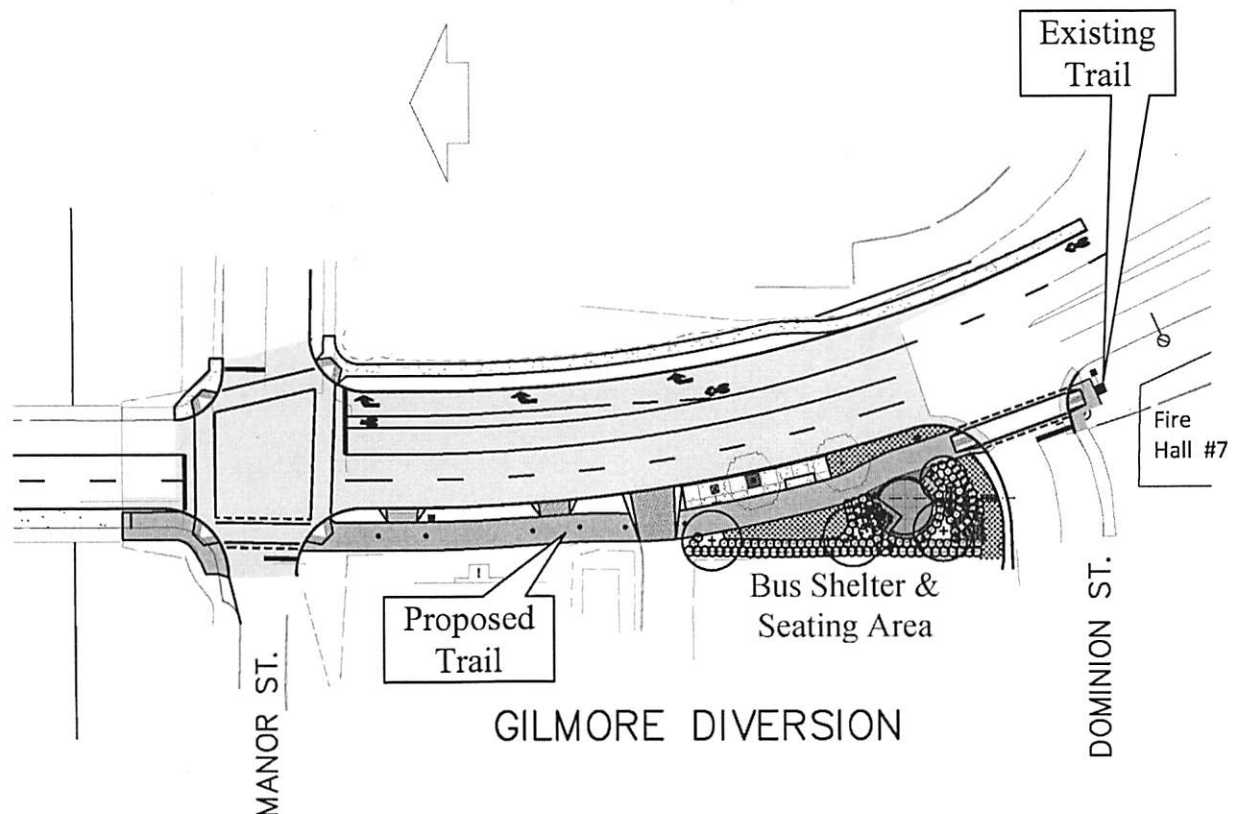 Existing
Trail
Fire
Hall #7
Bus Shelter &
Seating Area
Proposed
Trail
GILMORE DIVERSION
MANOR ST.
DOMINION ST.